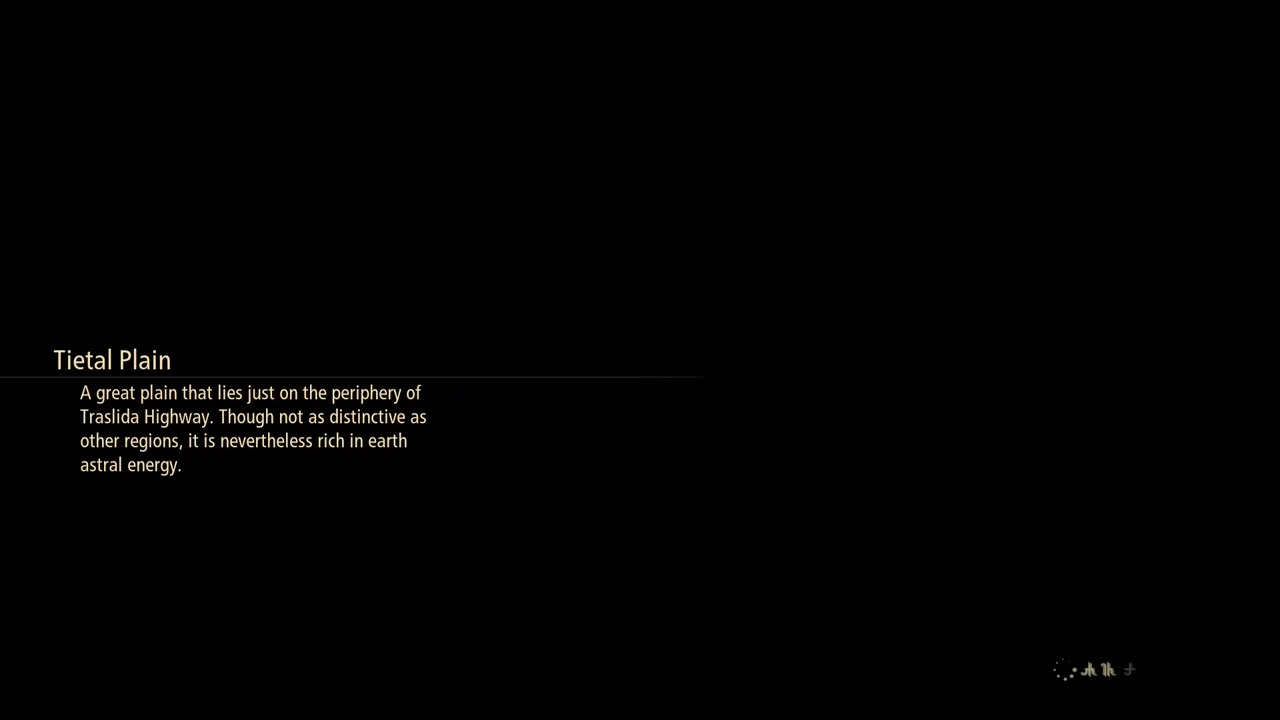 Tietal Plain
A great plain that lies just on the periphery of
Traslida Highway. Though not as distinctive as
other regions, it is nevertheless rich in earth
astral energy.